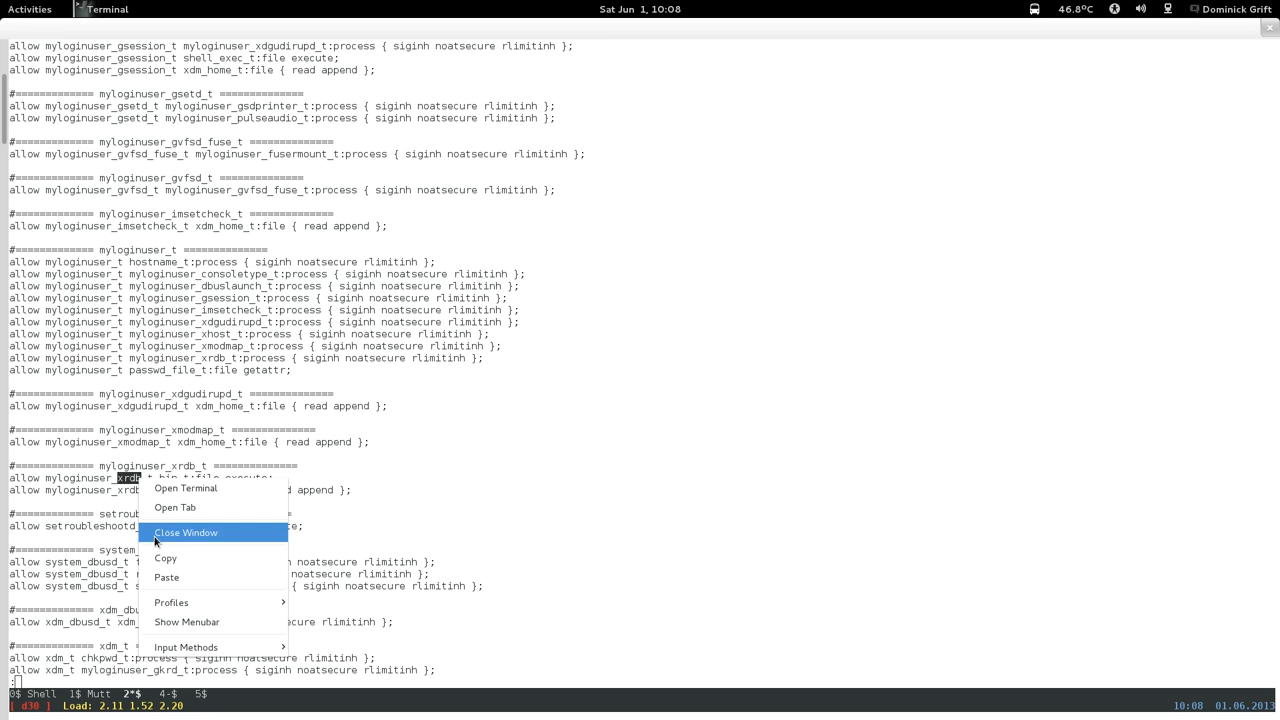 Activities Terminal Sat Jun 1, 10:08 46.8°C Dominick Grift
allow myloginuser_gsession_t myloginuser_xdgudirupd_t:process { siginh noatsecure rlimitinh };
allow myloginuser_gsession_t shell_exec_t:file execute;
allow myloginuser_gsession_t xdm_home_t:file { read append };
#============= myloginuser_gsetd_t ==============
allow myloginuser_gsetd_t myloginuser_gsdprinter_t:process { siginh noatsecure rlimitinh };
allow myloginuser_gsetd_t myloginuser_pulseaudio_t:process { siginh noatsecure rlimitinh };
#============= myloginuser_gvfsd_fuse_t ==============
allow myloginuser_gvfsd_fuse_t myloginuser_fusermount_t:process { siginh noatsecure rlimitinh };
#============= myloginuser_gvfsd_t ==============
allow myloginuser_gvfsd_t myloginuser_gvfsd_fuse_t:process { siginh noatsecure rlimitinh };
#============= myloginuser_imsetcheck_t ==============
allow myloginuser_imsetcheck_t xdm_home_t:file { read append };
#============= myloginuser_t ==============
allow myloginuser_t hostname_t:process { siginh noatsecure rlimitinh };
allow myloginuser_t myloginuser_consoletype_t:process { siginh noatsecure rlimitinh };
allow myloginuser_t myloginuser_dbuslaunch_t:process { siginh noatsecure rlimitinh };
allow myloginuser_t myloginuser_gsession_t:process { siginh noatsecure rlimitinh };
allow myloginuser_t myloginuser_imsetcheck_t:process { siginh noatsecure rlimitinh };
allow myloginuser_t myloginuser_xdgudirupd_t:process { siginh noatsecure rlimitinh };
allow myloginuser_t myloginuser_xhost_t:process { siginh noatsecure rlimitinh };
allow myloginuser_t myloginuser_xmodmap_t:process { siginh noatsecure rlimitinh };
allow myloginuser_t myloginuser_xrdb_t:process { siginh noatsecure rlimitinh };
allow myloginuser_t passwd_file_t:file getattr;
#============= myloginuser_xdgudirupd_t ==============
allow myloginuser_xdgudirupd_t xdm_home_t:file { read append };
#============= myloginuser_xmodmap_t ==============
allow myloginuser_xmodmap_t xdm_home_t:file { read append };
#============= myloginuser_xrdb_t ==============
allow myloginuser_xrdb_t bin_t:file execute;
allow myloginuser_xrdb d append };
Open Terminal
Open Tab
Close Window
Copy
Paste
Profiles
Show Menubar
Input Methods
#============= setroub =
allow setroubleshootd_ te;
#============= system_
allow system_dbusd_t noatsecure rlimitinh };
allow system_dbusd_t noatsecure rlimitinh };
allow system_dbusd_t s { siginh noatsecure rlimitinh };
#============= xdm_dbu
allow xdm_dbusd_t xdm_ cure rlimitinh };
#============= xdm_t =
allow xdm_t chkpwd_t:process { siginh noatsecure rlimitinh };
allow xdm_t myloginuser_gkrd_t:process { siginh noatsecure rlimitinh };
:
0$ Shell 1$ Mutt 2*$ 4-$ 5$
[ d30 ] Load: 2.11 1.52 2.20 10:08 01.06.2013